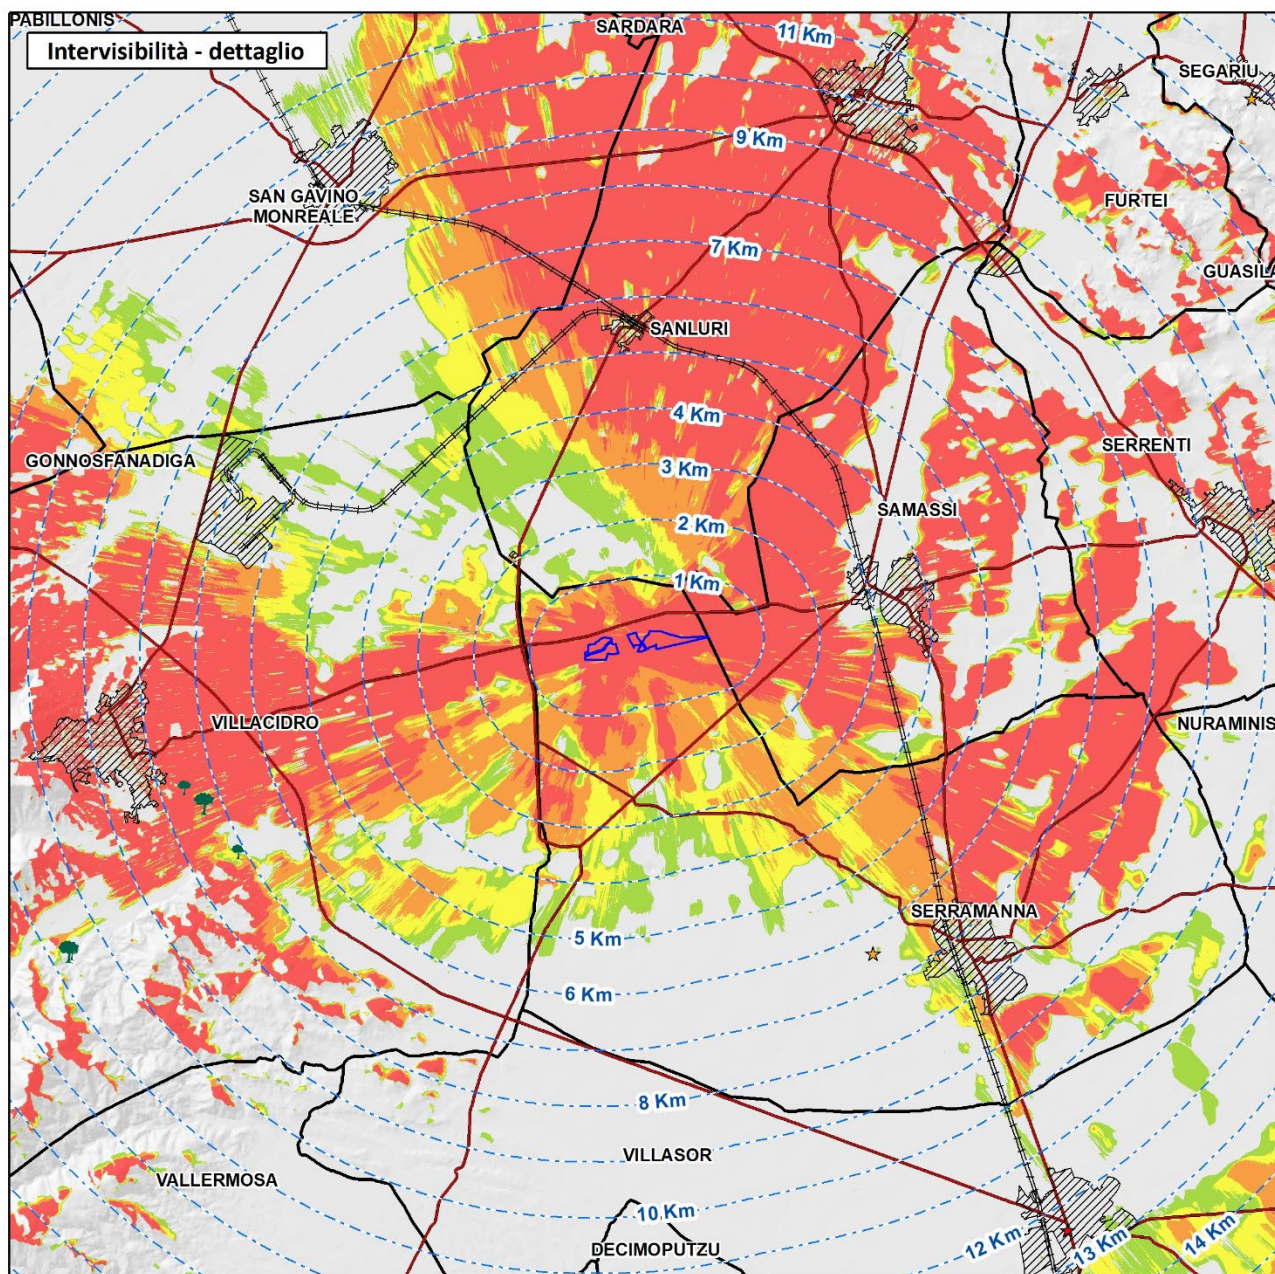 PABILLONIS
SARDARA
11 Km
Intervisibilità - dettaglio
SEGARIU
9 Km
SAN GAVINO
MONREALE
FURTEI
7 Km
GUASILA
SANLURI
4 Km
GONNOSFANADIGA
3 Km
SERRENTI
SAMASSI
2 Km
1 Km
VILLACIDRO
NURAMINIS
SERRAMANNA
5 Km
6 Km
8 Km
VILLASOR
VALLERMOSA
10 Km
12 Km
13 Km
14 Km
DECIMOPUTZU